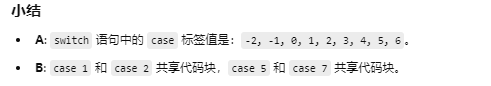 小结
• A: switch 语句中的 case 标签值是：-2, -1, 0, 1, 2, 3, 4, 5, 6。
• B: case 1 和 case 2 共享代码块，case 5 和 case 7 共享代码块。